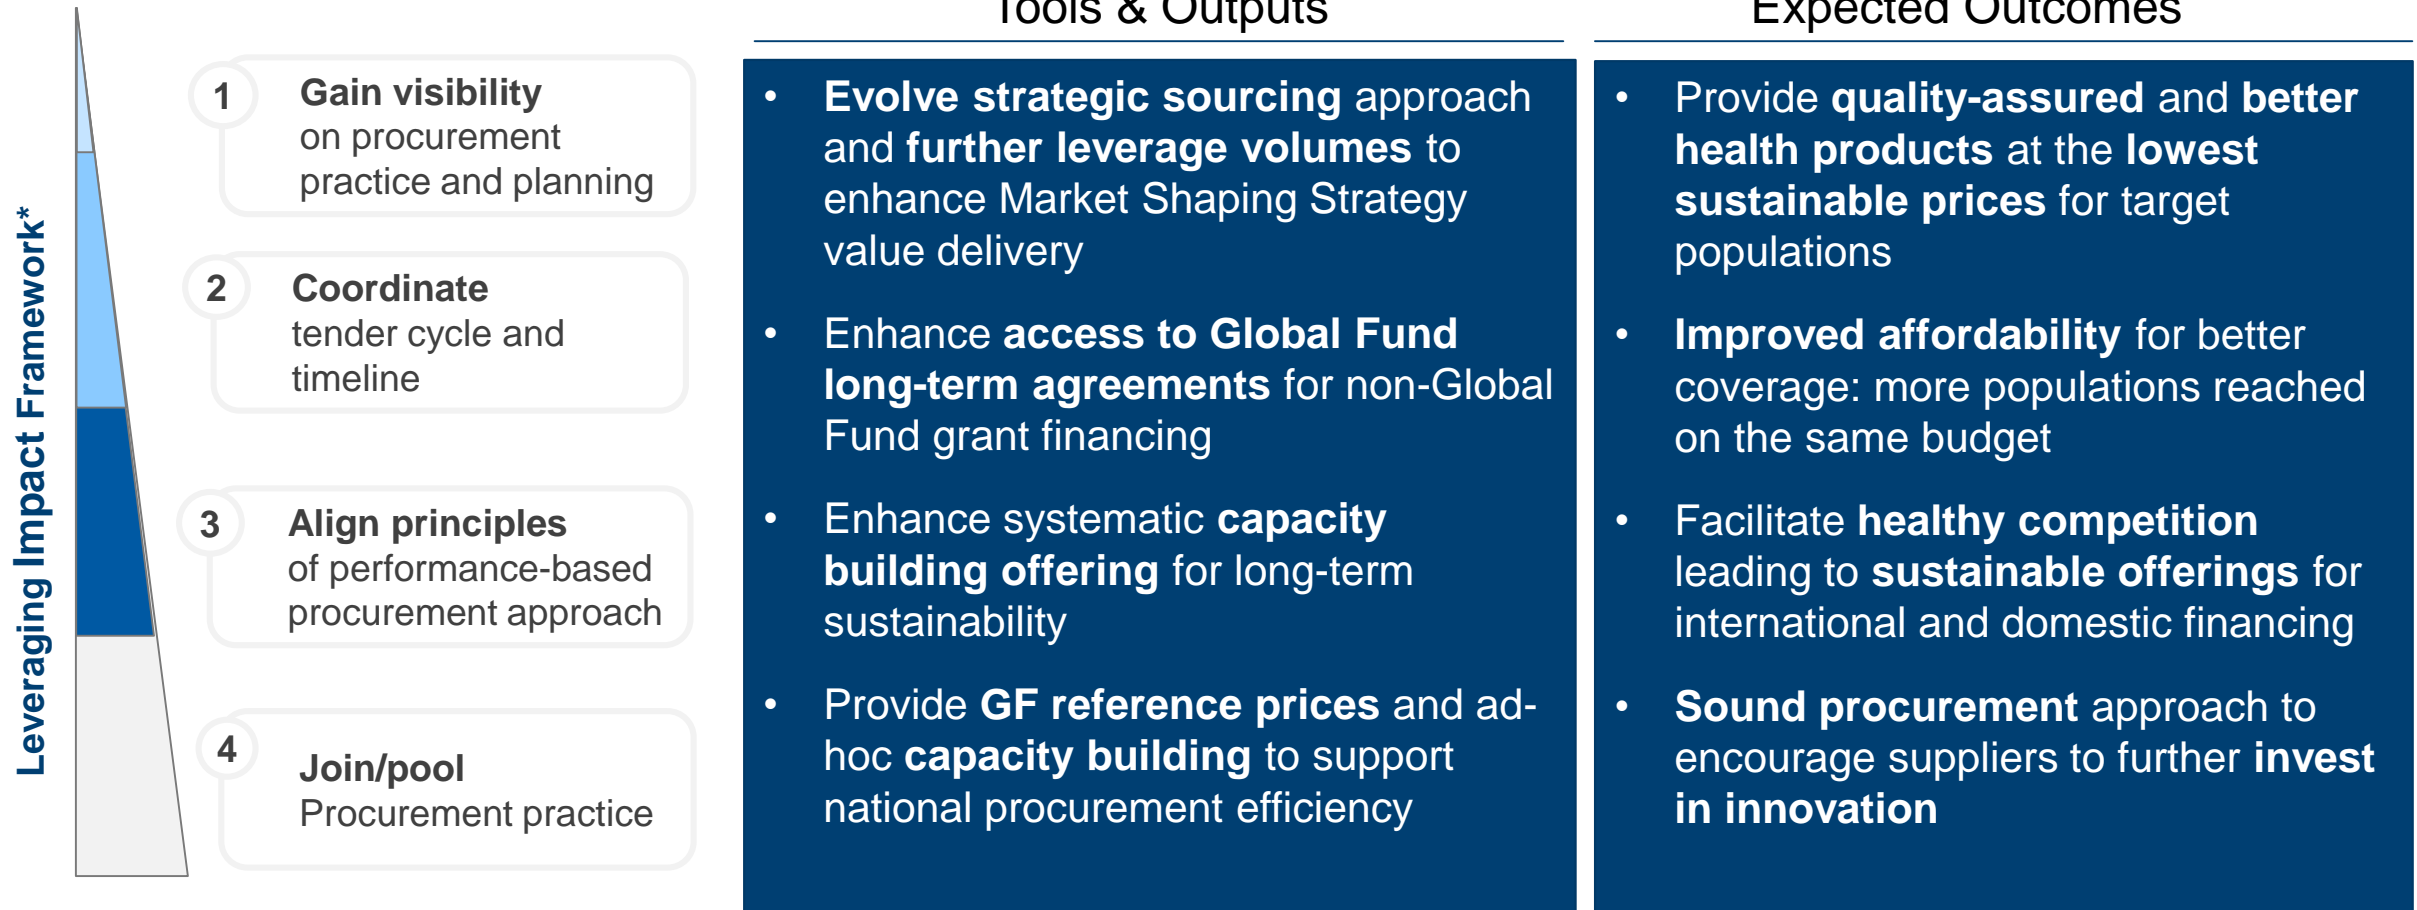 Tools & Outputs
Expected Outcomes
Leveraging Impact Framework*
1
Gain visibility
on procurement
practice and planning
2
Coordinate
tender cycle and
timeline
3
Align principles
of performance-based
procurement approach
4
Join/pool
Procurement practice
• Evolve strategic sourcing approach
and further leverage volumes to
enhance Market Shaping Strategy
value delivery
• Enhance access to Global Fund
long-term agreements for non-Global
Fund grant financing
• Enhance systematic capacity
building offering for long-term
sustainability
• Provide GF reference prices and ad-
hoc capacity building to support
national procurement efficiency
• Provide quality-assured and better
health products at the lowest
sustainable prices for target
populations
• Improved affordability for better
coverage: more populations reached
on the same budget
• Facilitate healthy competition
leading to sustainable offerings for
international and domestic financing
• Sound procurement approach to
encourage suppliers to further invest
in innovation